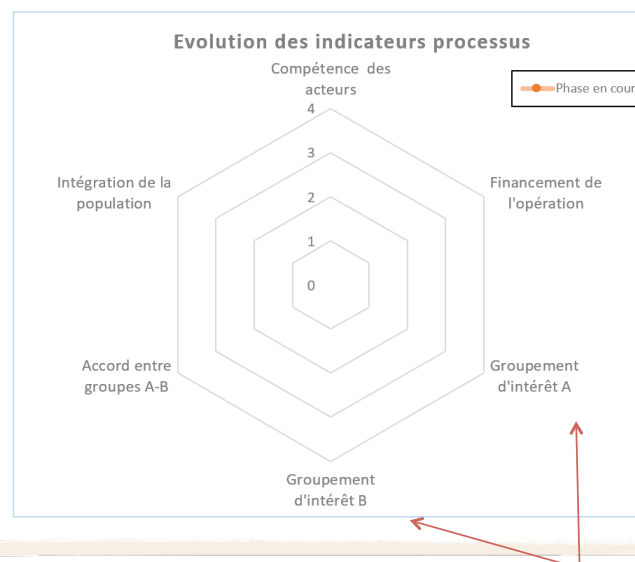 Evolution des indicateurs processus
Compétence des
acteurs
Phase en cour
4
3
2
1
0
Intégration de la
population
Financement de
l'opération
Accord entre
groupes A-B
Groupement
d'intérêt A
Groupement
d'intérêt B